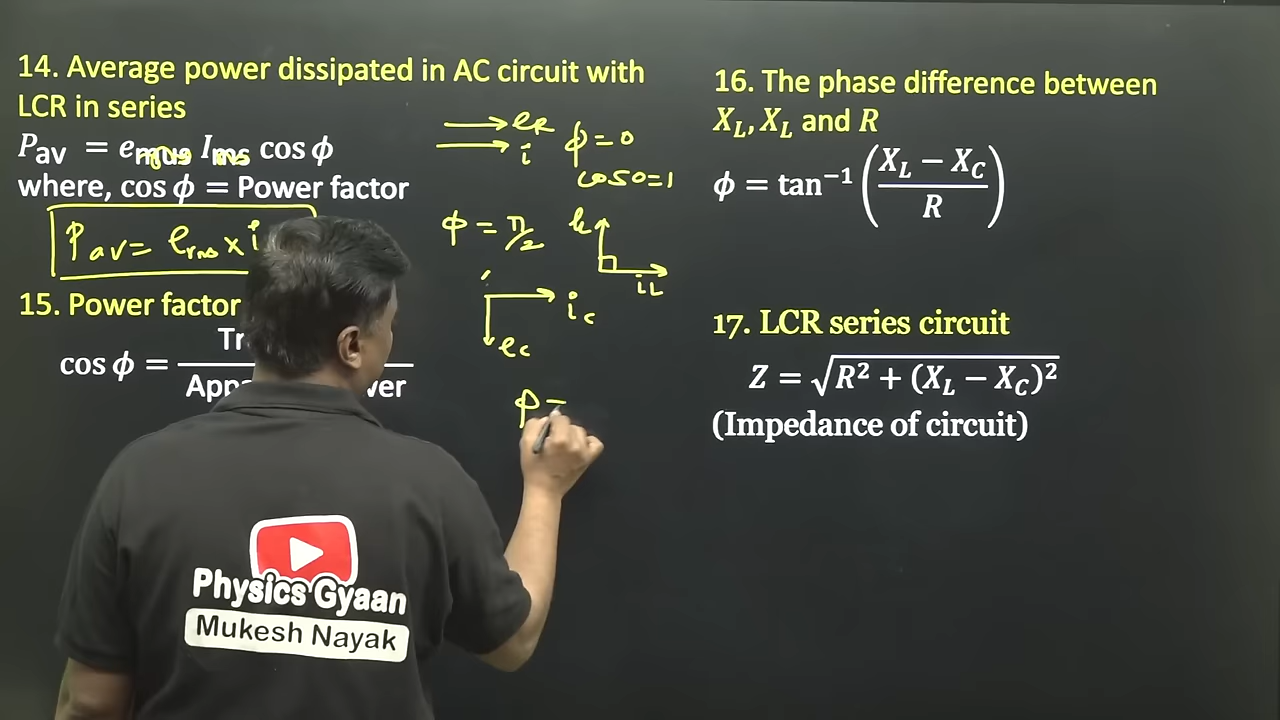 14. Average power dissipated in AC circuit with
LCR in series
P_av = e_rms I_rms cos ϕ
where, cos ϕ = Power factor
P_av = e_rms × i
15. Power factor
cos ϕ =
e_R
i
ϕ = 0
cos 0 = 1
ϕ = π/2
i_L
i_c
e_c
ϕ =
16. The phase difference between
X_L, X_L and R
ϕ = tan⁻¹ (X_L − X_C / R)
17. LCR series circuit
Z = √R² + (X_L − X_C)²
(Impedance of circuit)
Physics Gyaan
Mukesh Nayak